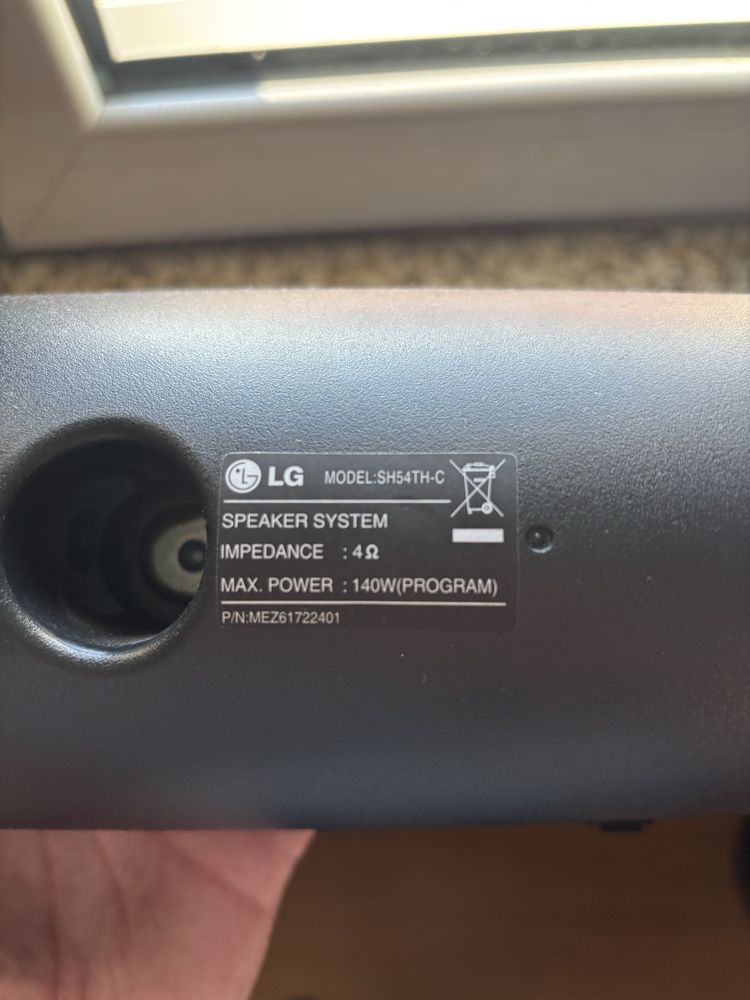 LG MODEL:SH54TH-C
SPEAKER SYSTEM
IMPEDANCE : 4Ω
MAX. POWER : 140W(PROGRAM)
P/N:MEZ61722401